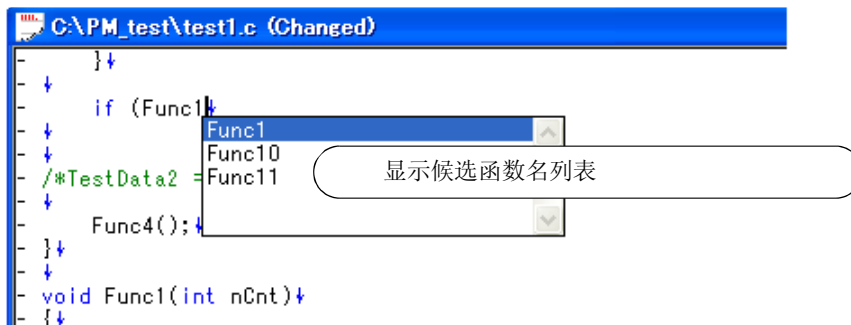 C:\PM_test\test1.c (Changed)
- }↓
- ↓
- if (Func1↓
- ↓
Func1
- ↓
Func10
- /*TestData2 =
Func11
显示候选函数名列表
- ↓
- Func4();↓
- }↓
- ↓
- void Func1(int nCnt)↓
- {↓